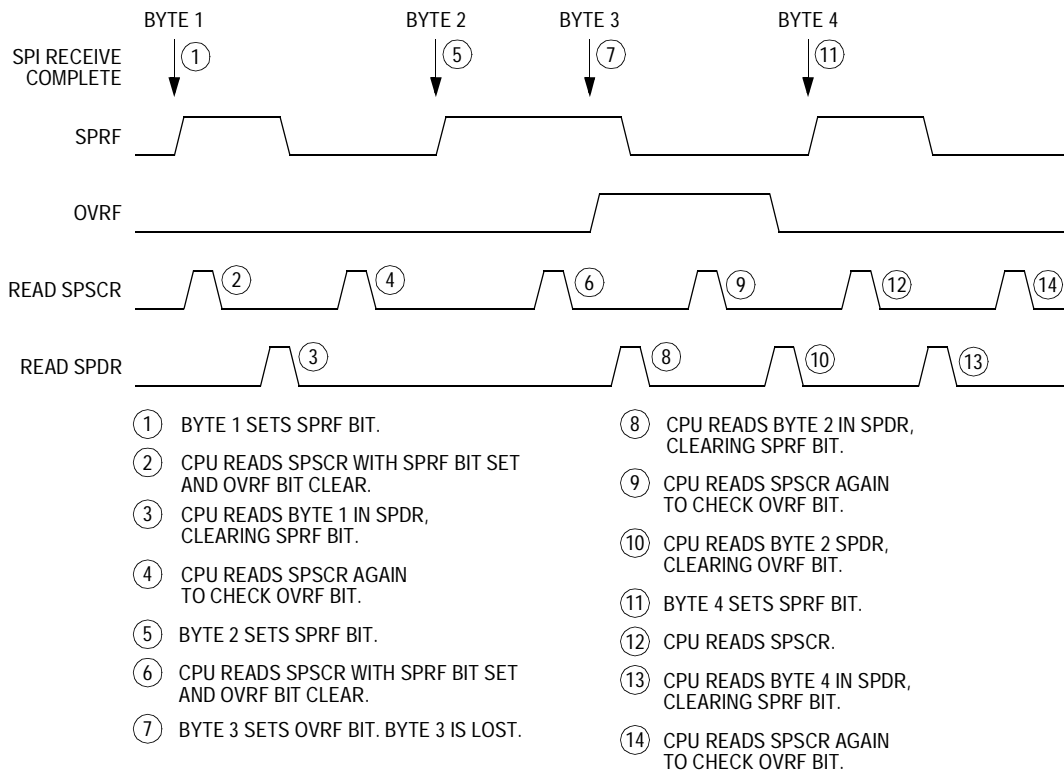 BYTE 1 BYTE 2 BYTE 3 BYTE 4
SPI RECEIVE
COMPLETE
1 5 7 11
SPRF
OVRF
READ SPSCR 2 4 6 9 12 14
READ SPDR 3 8 10 13
1 BYTE 1 SETS SPRF BIT.
2 CPU READS SPSCR WITH SPRF BIT SET
AND OVRF BIT CLEAR.
3 CPU READS BYTE 1 IN SPDR,
CLEARING SPRF BIT.
4 CPU READS SPSCR AGAIN
TO CHECK OVRF BIT.
5 BYTE 2 SETS SPRF BIT.
6 CPU READS SPSCR WITH SPRF BIT SET
AND OVRF BIT CLEAR.
7 BYTE 3 SETS OVRF BIT. BYTE 3 IS LOST.
8 CPU READS BYTE 2 IN SPDR,
CLEARING SPRF BIT.
9 CPU READS SPSCR AGAIN
TO CHECK OVRF BIT.
10 CPU READS BYTE 2 SPDR,
CLEARING OVRF BIT.
11 BYTE 4 SETS SPRF BIT.
12 CPU READS SPSCR.
13 CPU READS BYTE 4 IN SPDR,
CLEARING SPRF BIT.
14 CPU READS SPSCR AGAIN
TO CHECK OVRF BIT.